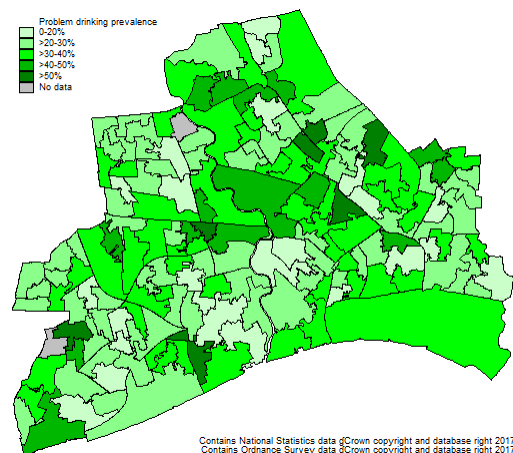 Problem drinking prevalence
0-20%
>20-30%
>30-40%
>40-50%
>50%
No data
Contains National Statistics data Crown copyright and database right 2017
Contains Ordnance Survey data Crown copyright and database right 2017